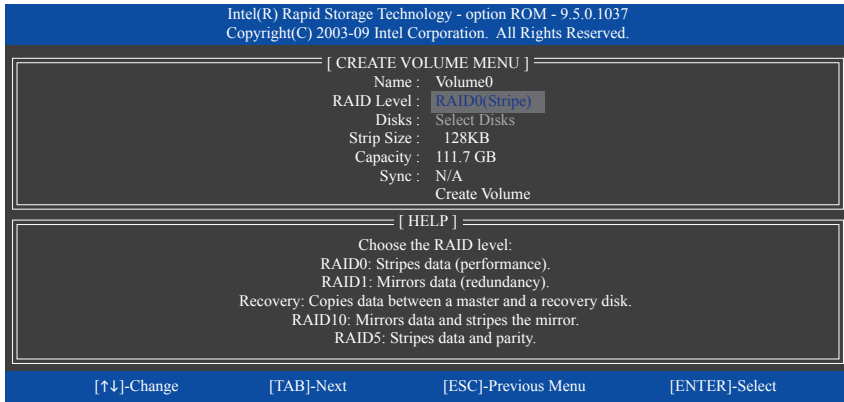 Intel(R) Rapid Storage Technology - option ROM - 9.5.0.1037
Copyright(C) 2003-09 Intel Corporation.  All Rights Reserved.
[ CREATE VOLUME MENU ]
Name : Volume0
RAID Level : RAID0(Stripe)
Disks : Select Disks
Strip Size : 128KB
Capacity : 111.7 GB
Sync : N/A
Create Volume
[ HELP ]
Choose the RAID level:
RAID0: Stripes data (performance).
RAID1: Mirrors data (redundancy).
Recovery: Copies data between a master and a recovery disk.
RAID10: Mirrors data and stripes the mirror.
RAID5: Stripes data and parity.
[↑↓]-Change [TAB]-Next [ESC]-Previous Menu [ENTER]-Select